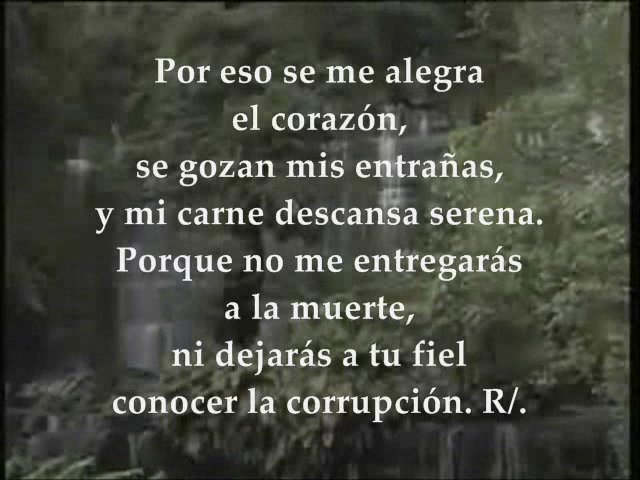 Por eso se me alegra
el corazón,
se gozan mis entrañas,
y mi carne descansa serena.
Porque no me entregarás
a la muerte,
ni dejarás a tu fiel
conocer la corrupción. R/.